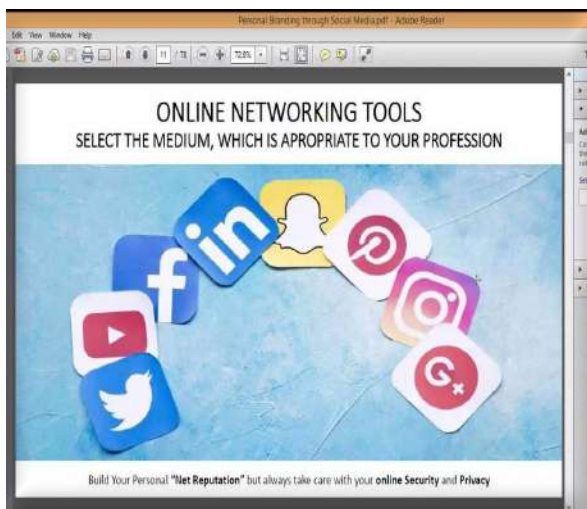 Personal Branding through Social Media.pdf - Adobe Reader
Edit View Window Help
11 / 78 72.8%
ONLINE NETWORKING TOOLS
SELECT THE MEDIUM, WHICH IS APROPRIATE TO YOUR PROFESSION
in
f
G+
Build Your Personal "Net Reputation" but always take care with your online Security and Privacy